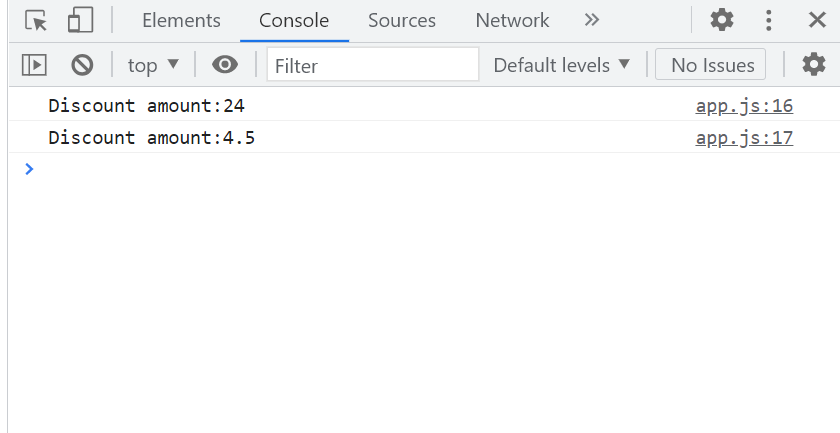 Elements Console Sources Network
top Filter Default levels No Issues
Discount amount:24 app.js:16
Discount amount:4.5 app.js:17